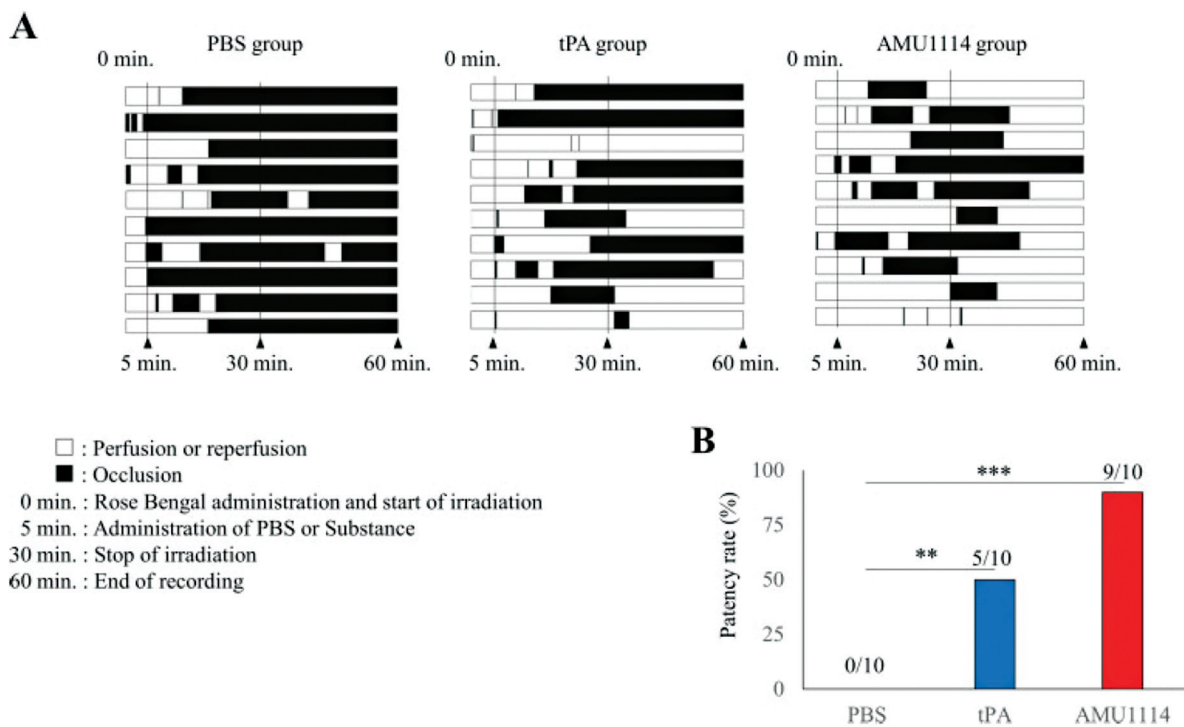 A
PBS group
tPA group
AMU1114 group
0 min.
0 min.
0 min.
5 min.
30 min.
60 min.
5 min.
30 min.
60 min.
5 min.
30 min.
60 min.
: Perfusion or reperfusion
: Occlusion
0 min. : Rose Bengal administration and start of irradiation
5 min. : Administration of PBS or Substance
30 min. : Stop of irradiation
60 min. : End of recording
B
Patency rate (%)
100
75
50
25
0
***
9/10
**
5/10
0/10
PBS
tPA
AMU1114